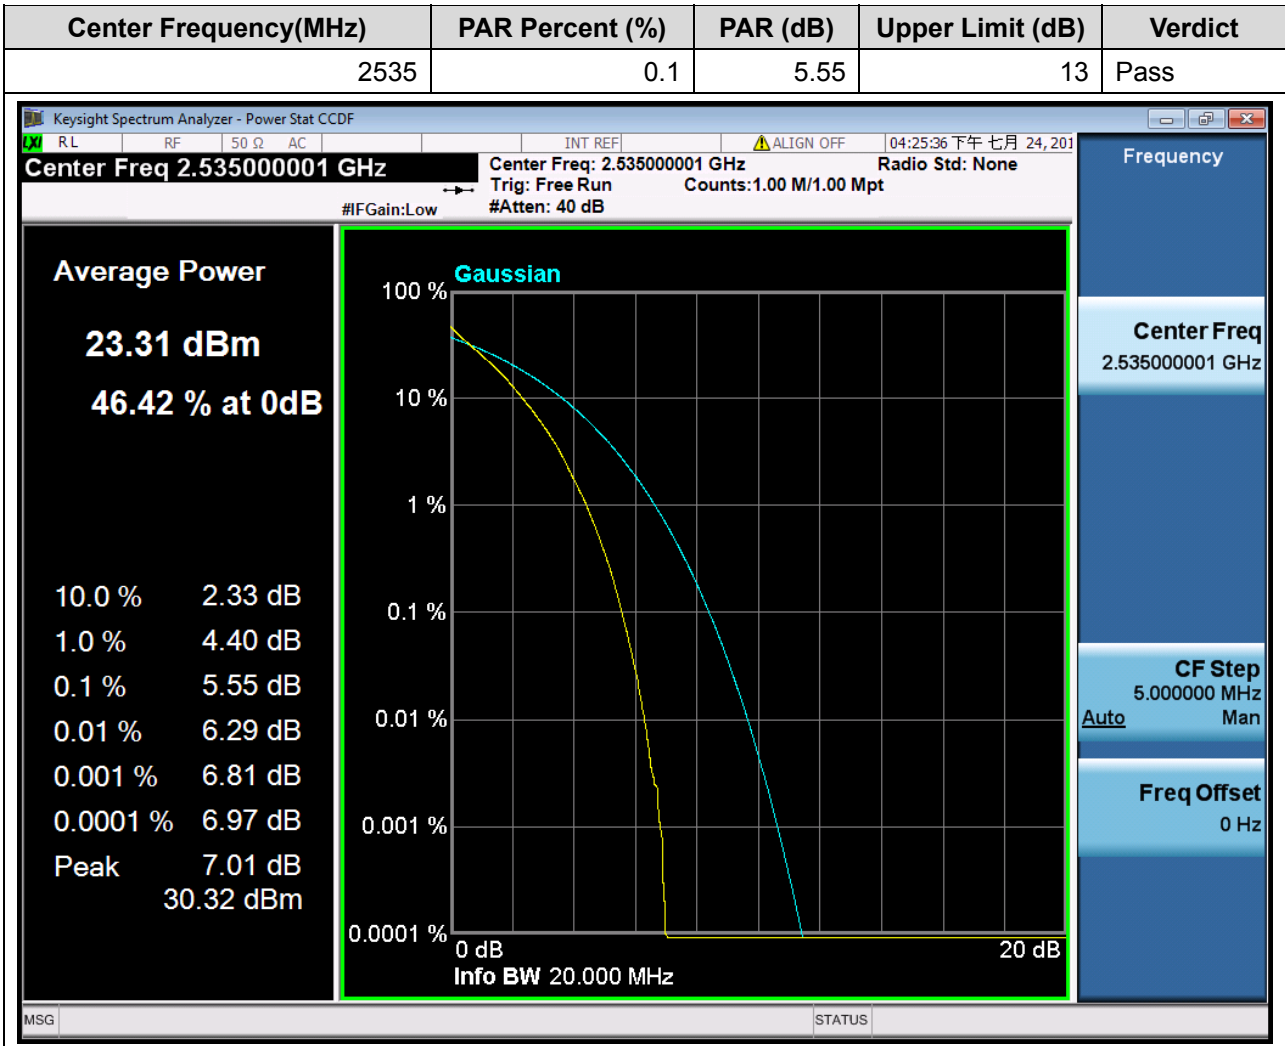 Center Frequency(MHz) PAR Percent (%) PAR (dB) Upper Limit (dB) Verdict
2535 0.1 5.55 13 Pass
Keysight Spectrum Analyzer - Power Stat CCDF
LXI RL RF 50 Ω AC INT REF ALIGN OFF 04:25:36 下午 七月 24, 201
Center Freq 2.535000001 GHz
Center Freq: 2.535000001 GHz Radio Std: None
Trig: Free Run Counts:1.00 M/1.00 Mpt
#IFGain:Low #Atten: 40 dB
Average Power
23.31 dBm
46.42 % at 0dB
10.0 % 2.33 dB
1.0 % 4.40 dB
0.1 % 5.55 dB
0.01 % 6.29 dB
0.001 % 6.81 dB
0.0001 % 6.97 dB
Peak 7.01 dB
30.32 dBm
Gaussian
100 %
10 %
1 %
0.1 %
0.01 %
0.001 %
0.0001 %
0 dB 20 dB
Info BW 20.000 MHz
Frequency
Center Freq
2.535000001 GHz
CF Step
5.000000 MHz
Auto Man
Freq Offset
0 Hz
MSG STATUS